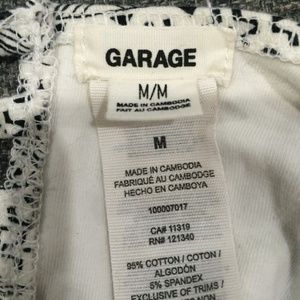 GARAGE
M/M
MADE IN CAMBODIA
FAIT AU CAMBODGE
M
MADE IN CAMBODIA
FABRIQUÉ AU CAMBODGE
HECHO EN CAMBOYA
100007017
CA# 11319
RN# 121340
95% COTTON / COTON /
ALGODÓN
5% SPANDEX
EXCLUSIVE OF TRIMS /